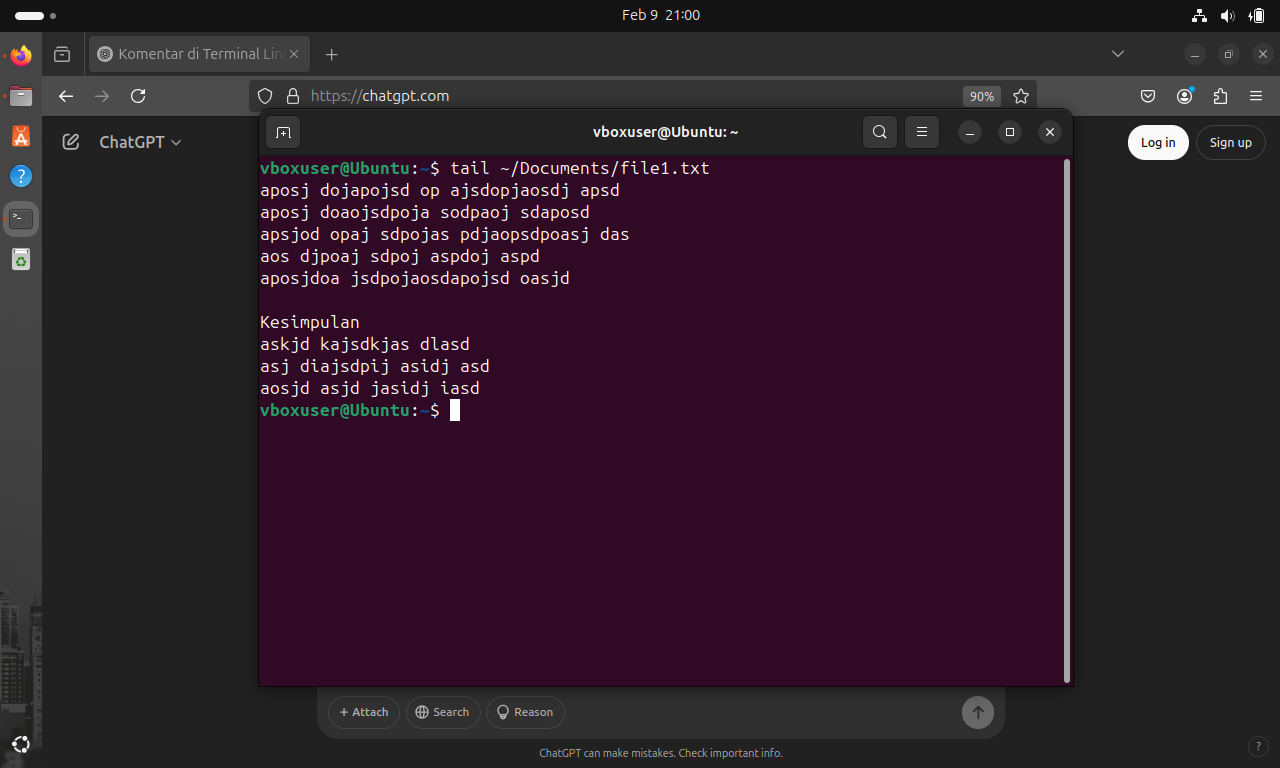 Feb 9 21:00
Komentar di Terminal Lin
https://chatgpt.com
90%
ChatGPT
Log in
Sign up
vboxuser@Ubuntu: ~
vboxuser@Ubuntu:~$ tail ~/Documents/file1.txt
aposj dojapojsd op ajsdopjaosdj apsd
aposj doaojsdpoja sodpaoj sdaposd
apsjod opaj sdpojas pdjaopsdpoasj das
aos djpoaj sdpoj aspdoj aspd
aposjdoa jsdpojaosdapojsd oasjd
Kesimpulan
askjd kajsdkjas dlasd
asj diajsdpij asidj asd
aosjd asjd jasidj iasd
vboxuser@Ubuntu:~$
Attach
Search
Reason
ChatGPT can make mistakes. Check important info.
?